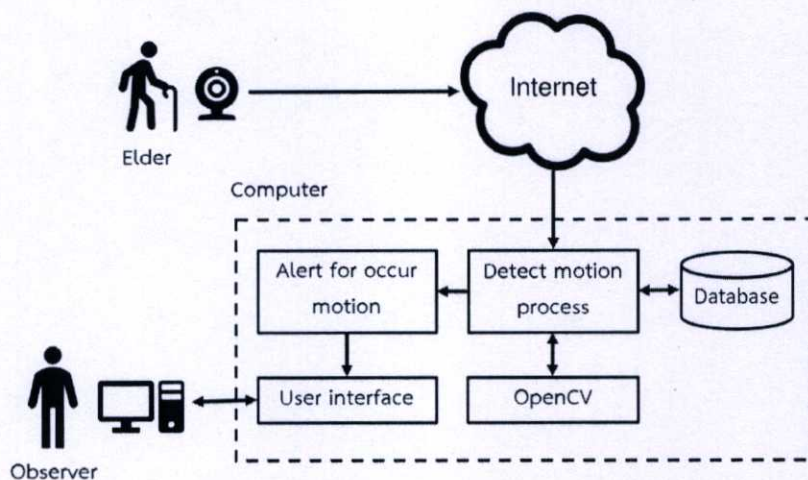 Internet
Elder
Computer
Alert for occur
motion
Detect motion
process
Database
User interface
OpenCV
Observer